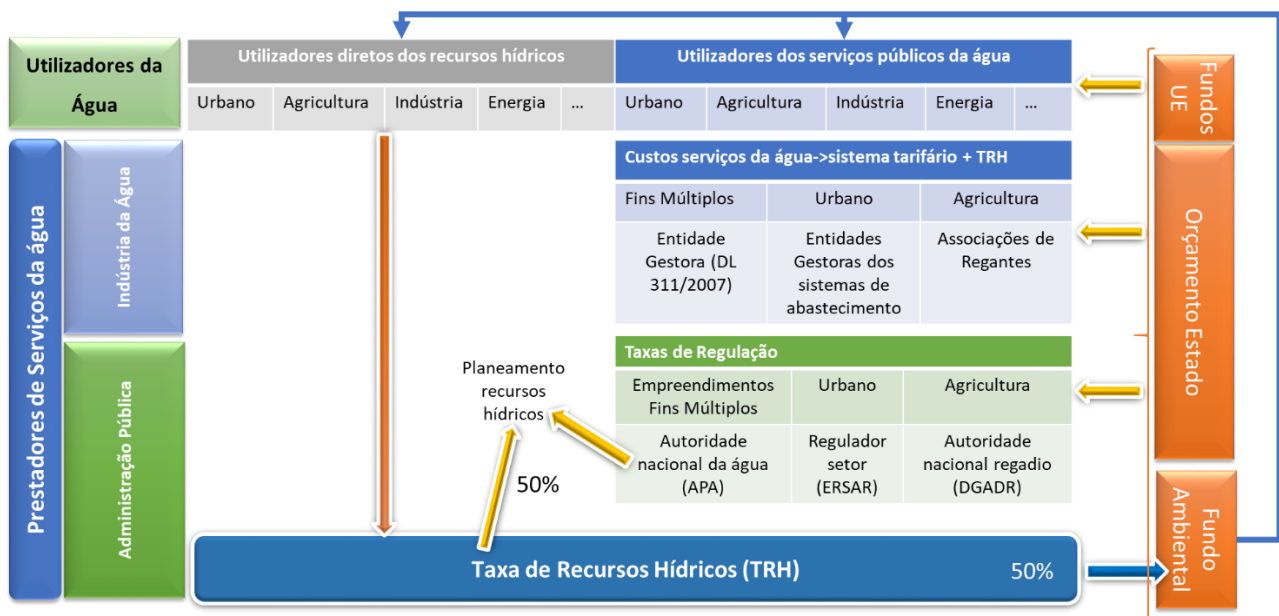 Utilizadores da
Água
Utilizadores diretos dos recursos hídricos
Urbano
Agricultura
Indústria
Energia
...
Utilizadores dos serviços públicos da água
Urbano
Agricultura
Indústria
Energia
...
Prestadores de Serviços da água
Indústria da Água
Administração Pública
Custos serviços da água->sistema tarifário + TRH
Fins Múltiplos
Urbano
Agricultura
Entidade
Gestora (DL
311/2007)
Entidades
Gestoras dos
sistemas de
abastecimento
Associações de
Regantes
Taxas de Regulação
Empreendimentos
Fins Múltiplos
Urbano
Agricultura
Autoridade
nacional da água
(APA)
Regulador
setor
(ERSAR)
Autoridade
nacional regadio
(DGADR)
Planeamento
recursos
hídricos
50%
Taxa de Recursos Hídricos (TRH)
50%
Fundos
UE
Orçamento Estado
Fundo
Ambiental